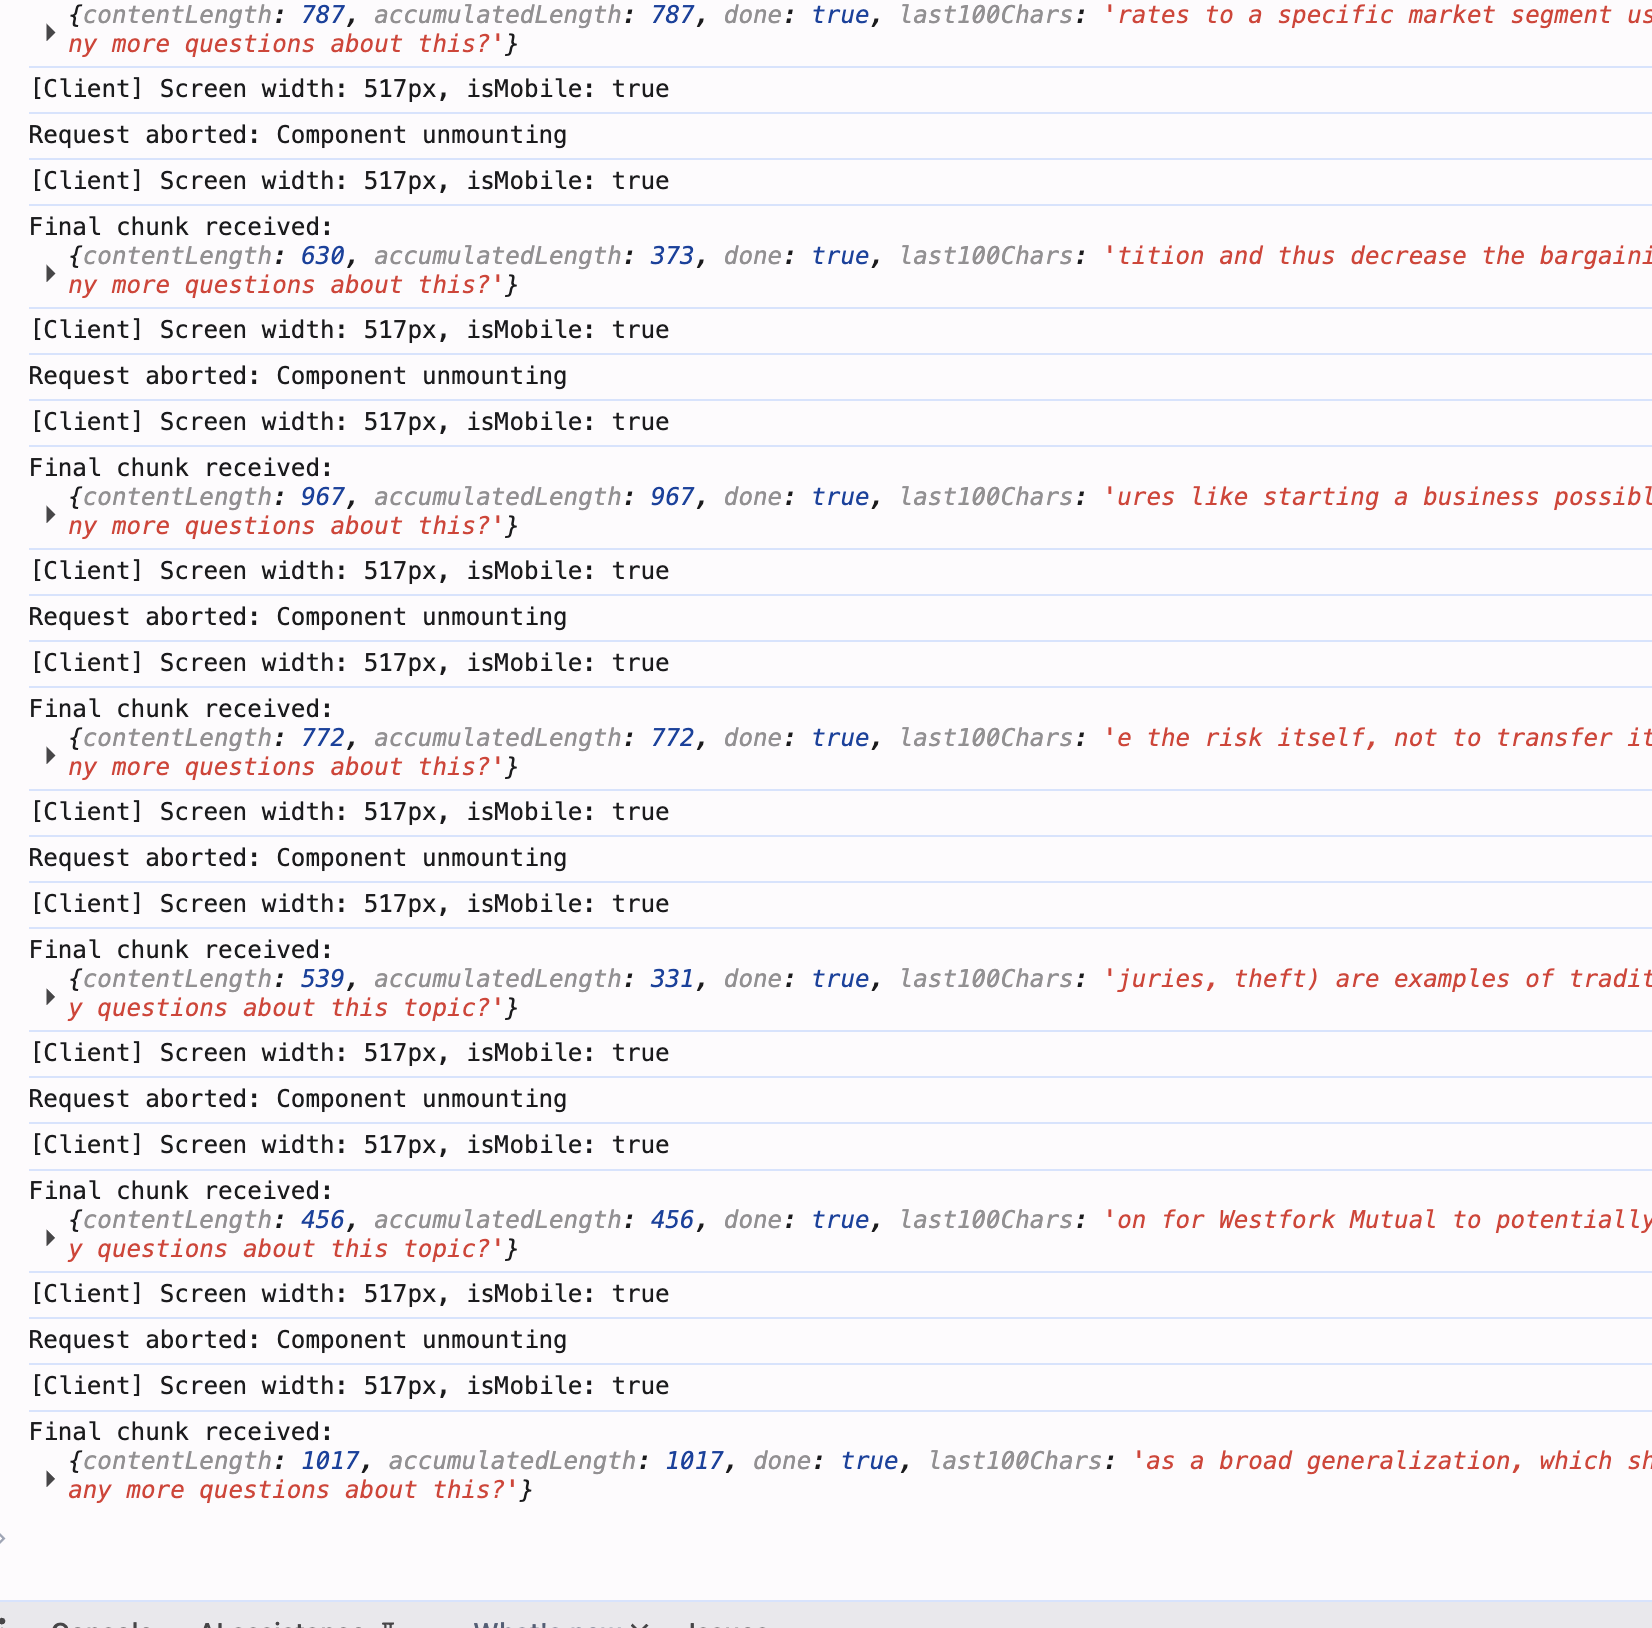 {contentLength: 787, accumulatedLength: 787, done: true, last100Chars: 'rates to a specific market segment us
ny more questions about this?'}
[Client] Screen width: 517px, isMobile: true
Request aborted: Component unmounting
[Client] Screen width: 517px, isMobile: true
Final chunk received:
{contentLength: 630, accumulatedLength: 373, done: true, last100Chars: 'tition and thus decrease the bargaini
ny more questions about this?'}
[Client] Screen width: 517px, isMobile: true
Request aborted: Component unmounting
[Client] Screen width: 517px, isMobile: true
Final chunk received:
{contentLength: 967, accumulatedLength: 967, done: true, last100Chars: 'ures like starting a business possibl
ny more questions about this?'}
[Client] Screen width: 517px, isMobile: true
Request aborted: Component unmounting
[Client] Screen width: 517px, isMobile: true
Final chunk received:
{contentLength: 772, accumulatedLength: 772, done: true, last100Chars: 'e the risk itself, not to transfer it
ny more questions about this?'}
[Client] Screen width: 517px, isMobile: true
Request aborted: Component unmounting
[Client] Screen width: 517px, isMobile: true
Final chunk received:
{contentLength: 539, accumulatedLength: 331, done: true, last100Chars: 'juries, theft) are examples of tradit
y questions about this topic?'}
[Client] Screen width: 517px, isMobile: true
Request aborted: Component unmounting
[Client] Screen width: 517px, isMobile: true
Final chunk received:
{contentLength: 456, accumulatedLength: 456, done: true, last100Chars: 'on for Westfork Mutual to potentially
y questions about this topic?'}
[Client] Screen width: 517px, isMobile: true
Request aborted: Component unmounting
[Client] Screen width: 517px, isMobile: true
Final chunk received:
{contentLength: 1017, accumulatedLength: 1017, done: true, last100Chars: 'as a broad generalization, which sh
any more questions about this?'}
Console AI assistance What's new Issues